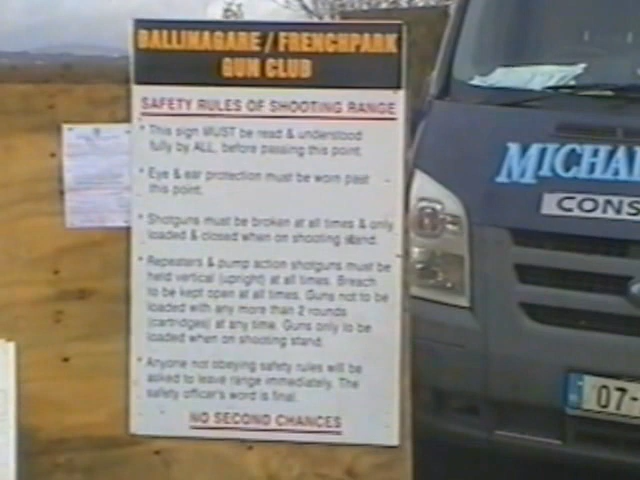 BALLINAGARE / FRENCHPARK
GUN CLUB
SAFETY RULES OF SHOOTING RANGE
* This sign MUST be read & understood
fully by ALL, before passing this point.
* Eye & ear protection must be worn past
this point.
* Shotguns must be broken at all times & only
loaded & closed when on shooting stand.
* Repeaters & pump action shotguns must be
held vertical (upright) at all times. Breach
to be kept open at all times. Guns not to be
loaded with any more than 2 rounds
(cartridges) at any time. Guns only to be
loaded when on shooting stand.
* Anyone not obeying safety rules will be
asked to leave range immediately. The
safety officer's word is final.
NO SECOND CHANCES
MICHA
CONS
07-